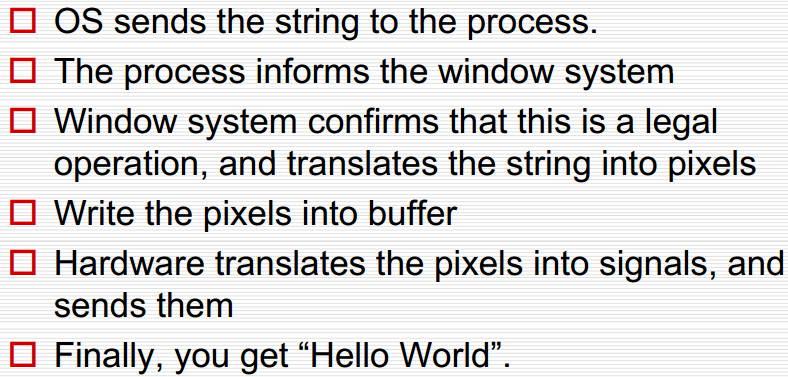 OS sends the string to the process.
The process informs the window system
Window system confirms that this is a legal
operation, and translates the string into pixels
Write the pixels into buffer
Hardware translates the pixels into signals, and
sends them
Finally, you get “Hello World”.